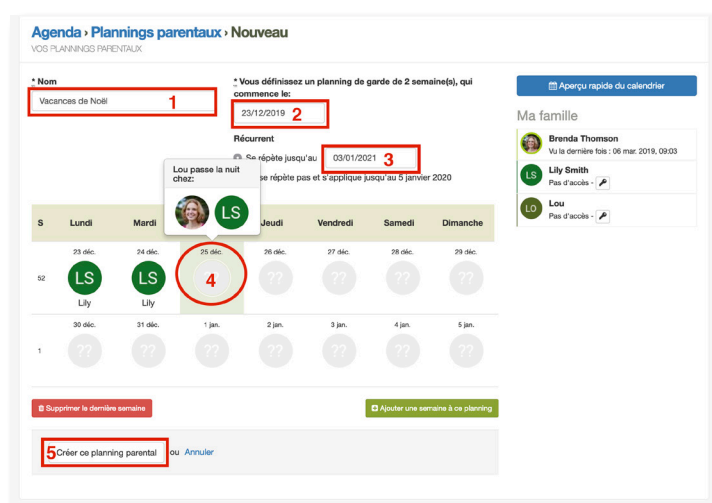 Agenda › Plannings parentaux › Nouveau
VOS PLANNINGS PARENTAUX
* Nom
Vacances de Noël
1
* Vous définissez un planning de garde de 2 semaine(s), qui
commence le:
23/12/2019
2
Récurrent
Se répète jusqu'au
03/01/2021
3
se répète pas et s'applique jusqu'au 5 janvier 2020
Lou passe la nuit
chez:
LS
S Lundi Mardi Jeudi Vendredi Samedi Dimanche
23 déc. 24 déc. 25 déc. 26 déc. 27 déc. 28 déc. 29 déc.
52 LS LS 4 ?? ?? ?? ??
Lily Lily
30 déc. 31 déc. 1 jan. 2 jan. 3 jan. 4 jan. 5 jan.
1 ?? ?? ?? ?? ?? ?? ??
Supprimer le dernière semaine
Ajouter une semaine à ce planning
5
Créer ce planning parental ou Annuler
Aperçu rapide du calendrier
Ma famille
Brenda Thomson
Vu la dernière fois : 06 mar. 2019, 09:03
LS
Lily Smith
Pas d'accès -
LO
Lou
Pas d'accès -